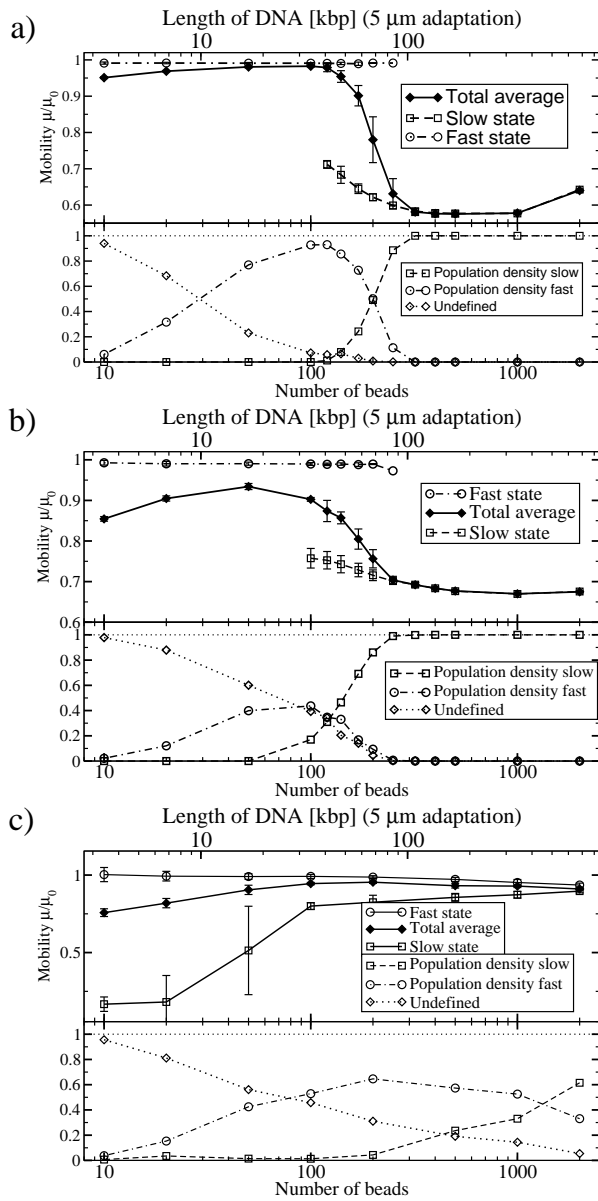 a)
Length of DNA [kbp] (5 μm adaptation)
10 100
Mobility μ/μ0
1
0.9
0.8
0.7
0.6
Total average
Slow state
Fast state
1
0.8
0.6
0.4
0.2
0
Population density slow
Population density fast
Undefined
10 100 1000
Number of beads
b)
Length of DNA [kbp] (5 μm adaptation)
10 100
Mobility μ/μ0
1
0.9
0.8
0.7
0.6
Fast state
Total average
Slow state
1
0.8
0.6
0.4
0.2
0
Population density slow
Population density fast
Undefined
10 100 1000
Number of beads
c)
Length of DNA [kbp] (5 μm adaptation)
10 100
Mobility μ/μ0
1
0.5
Fast state
Total average
Slow state
Population density slow
Population density fast
Undefined
1
0.8
0.6
0.4
0.2
0
10 100 1000
Number of beads